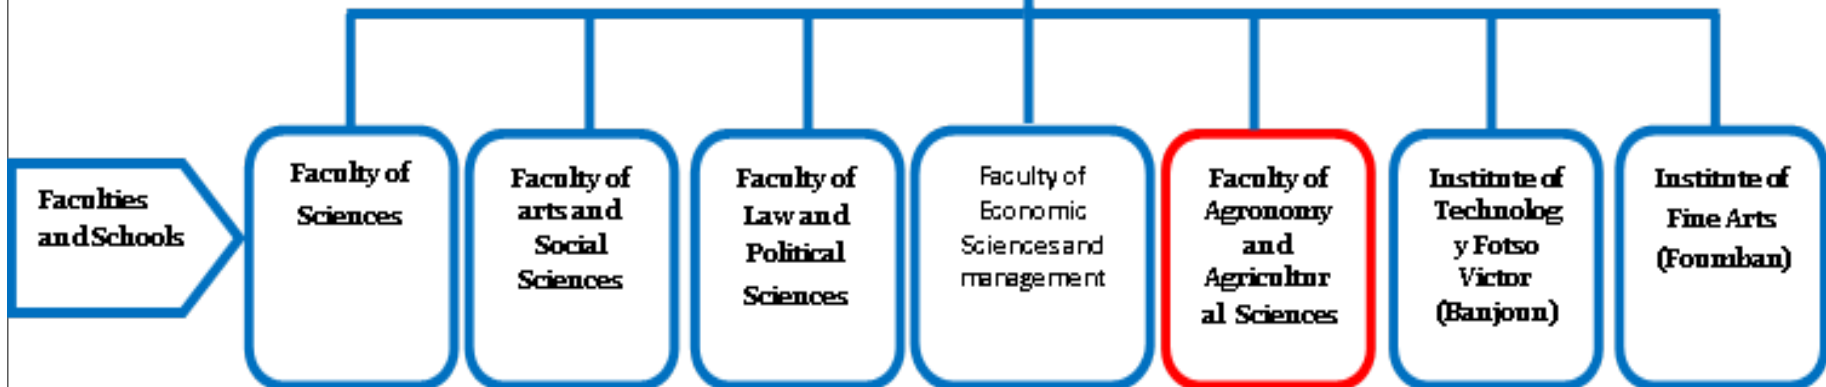 Faculties
and Schools
Faculty of
Sciences
Faculty of
arts and
Social
Sciences
Faculty of
Law and
Political
Sciences
Faculty of
Economic
Sciences and
management
Faculty of
Agronomy
and
Agricultur
al Sciences
Institute of
Technolog
y Fotso
Victor
(Banjoun)
Institute of
Fine Arts
(Foumban)